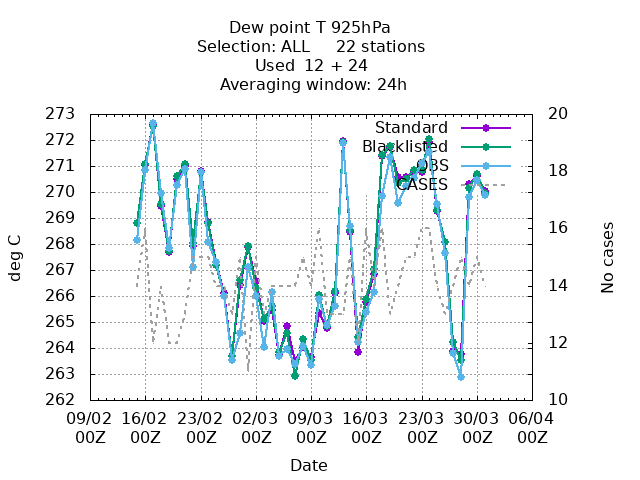 Dew point T 925hPa
Selection: ALL     22 stations
Used  12 + 24
Averaging window: 24h
273
272
271
270
269
268
267
266
265
264
263
262
deg C
20
18
16
14
12
10
No cases
Standard
Blacklisted
OBS
CASES
09/02 16/02 23/02 02/03 09/03 16/03 23/03 30/03 06/04
00Z 00Z 00Z 00Z 00Z 00Z 00Z 00Z 00Z
Date